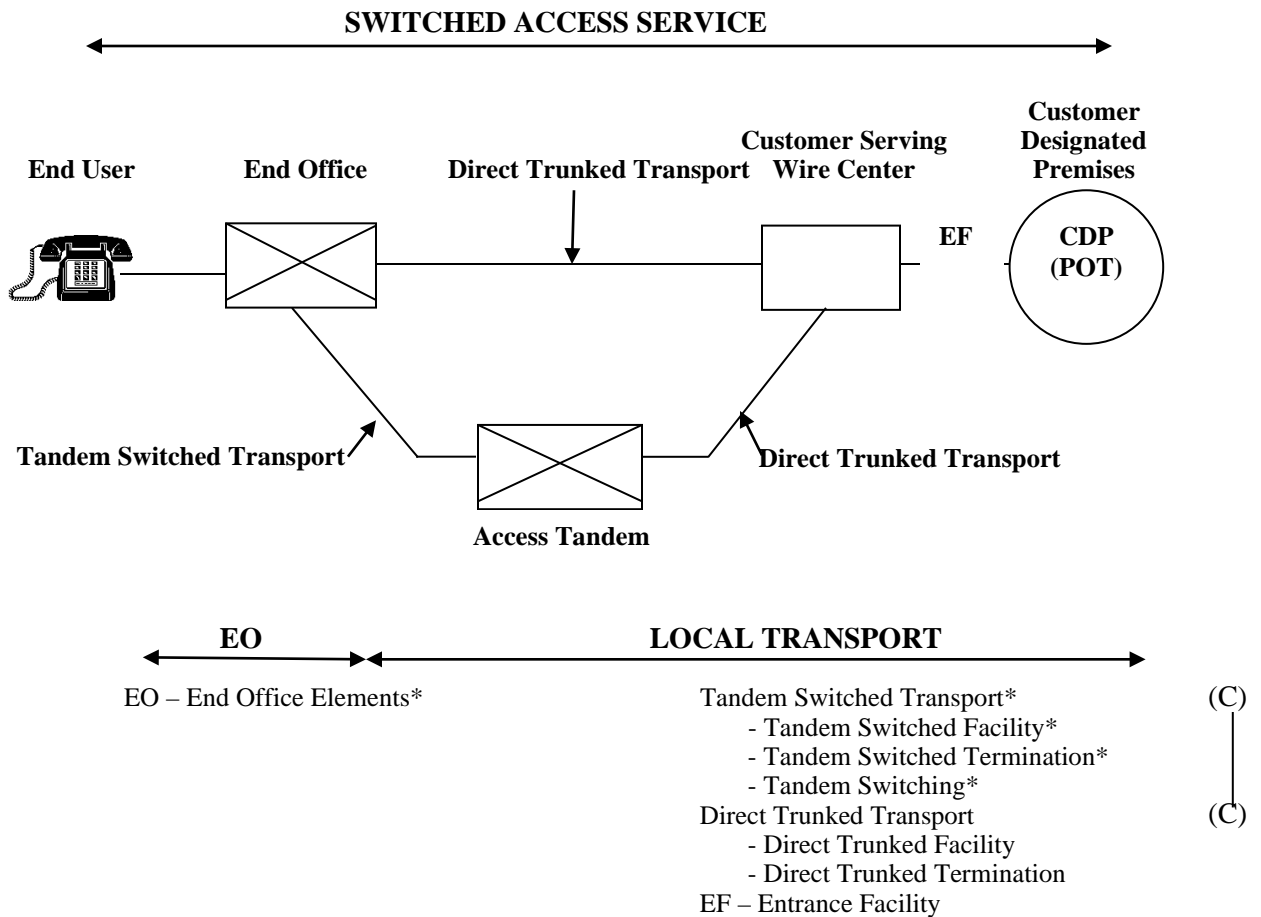 SWITCHED ACCESS SERVICE
Customer
Designated
Premises
Customer Serving
Wire Center
End User
End Office
Direct Trunked Transport
EF
CDP
(POT)
Tandem Switched Transport
Direct Trunked Transport
Access Tandem
EO
LOCAL TRANSPORT
EO – End Office Elements*
Tandem Switched Transport*
(C)
- Tandem Switched Facility*
- Tandem Switched Termination*
- Tandem Switching*
Direct Trunked Transport
(C)
- Direct Trunked Facility
- Direct Trunked Termination
EF – Entrance Facility